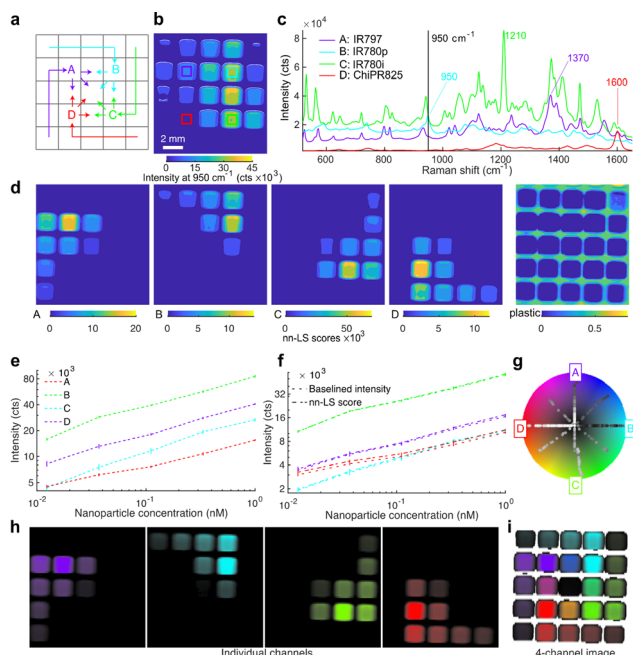 a
A
B
D
C
b
2 mm
0 15 30 45
Intensity at 950 cm⁻¹ (cts ×10³)
c
× 10⁴
8
6
4
2
Intensity (cts)
A: IR797
B: IR780p
C: IR780i
D: ChiPR825
950 cm⁻¹
1210
950
1370
1600
600 800 1000 1200 1400 1600
Raman shift (cm⁻¹)
d
A
0 10 20
B
0 5 10
C
0 50
D
0 5 10
plastic
0 0.5
nn-LS scores ×10³
e
× 10³
80
40
20
10
5
Intensity (cts)
A
B
C
D
10⁻² 10⁻¹ 10⁰
Nanoparticle concentration (nM)
f
× 10³
32
16
8
4
2
Intensity (cts)
Baselined intensity
nn-LS score
10⁻² 10⁻¹ 10⁰
Nanoparticle concentration (nM)
g
A
D
B
C
h
Individual channels
i
4-channel image